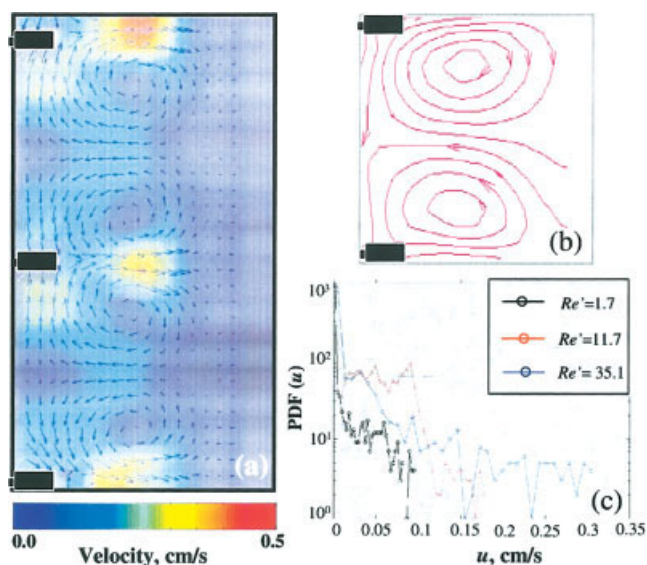 (a)
0.0
0.5
Velocity, cm/s
(b)
10³
10²
10¹
10⁰
PDF (u)
Re'=1.7
Re'=11.7
Re'= 35.1
(c)
0
0.05
0.1
0.15
0.2
0.25
0.3
0.35
u, cm/s